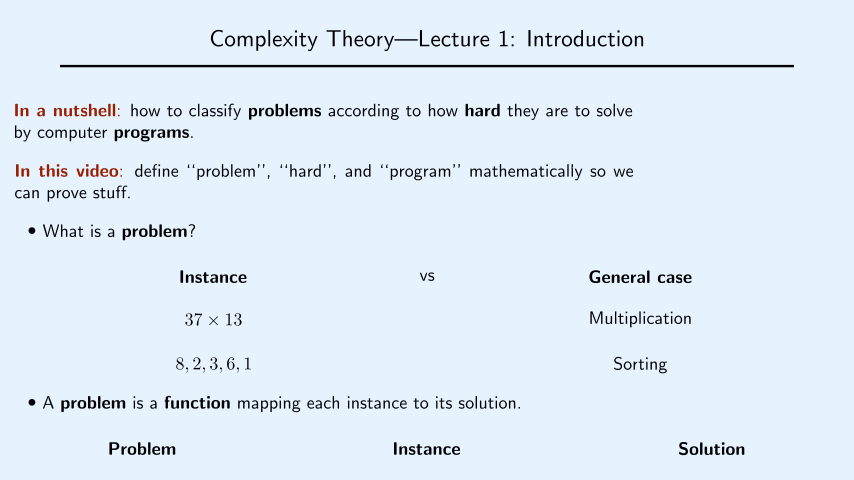 Complexity Theory—Lecture 1: Introduction
In a nutshell: how to classify problems according to how hard they are to solve
by computer programs.
In this video: define ‘‘problem’’, ‘‘hard’’, and ‘‘program’’ mathematically so we
can prove stuff.
• What is a problem?
Instance vs General case
37 × 13 Multiplication
8, 2, 3, 6, 1 Sorting
• A problem is a function mapping each instance to its solution.
Problem Instance Solution